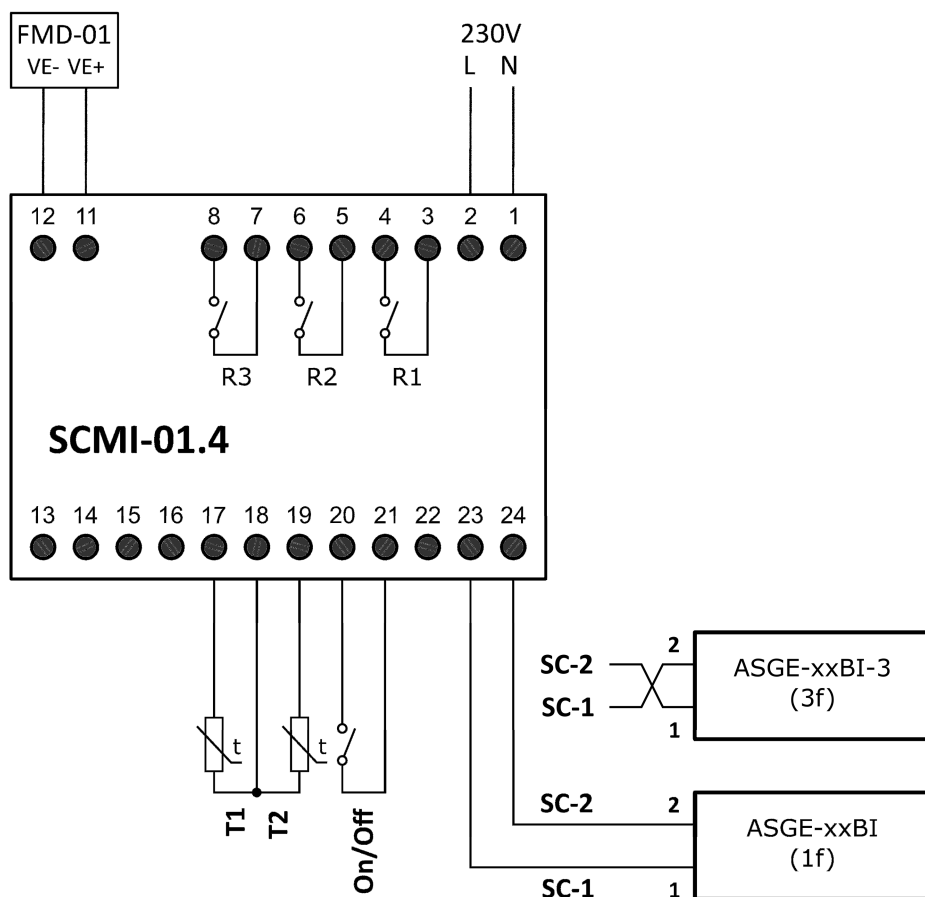 FMD-01
VE- VE+
230V
L N
12 11 8 7 6 5 4 3 2 1
R3 R2 R1
SCMI-01.4
13 14 15 16 17 18 19 20 21 22 23 24
SC-2 2
SC-1 1
ASGE-xxBI-3
(3f)
t t
T1 T2 On/Off
SC-2 2
SC-1 1
ASGE-xxBI
(1f)